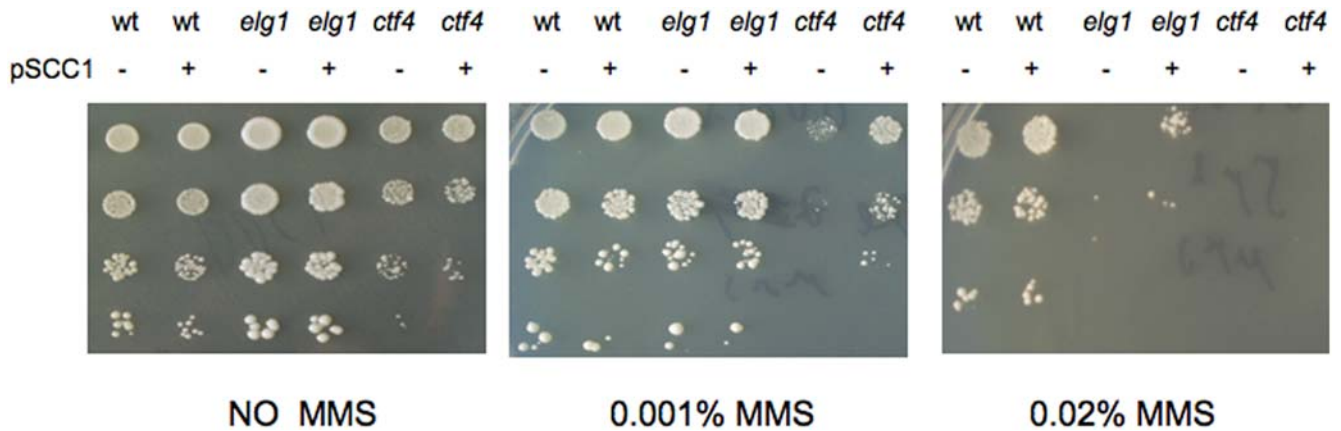 wt wt elg1 elg1 ctf4 ctf4 wt wt elg1 elg1 ctf4 ctf4 wt wt elg1 elg1 ctf4 ctf4
pSCC1 - + - + - + - + - + - + - + - + - +
NO MMS 0.001% MMS 0.02% MMS